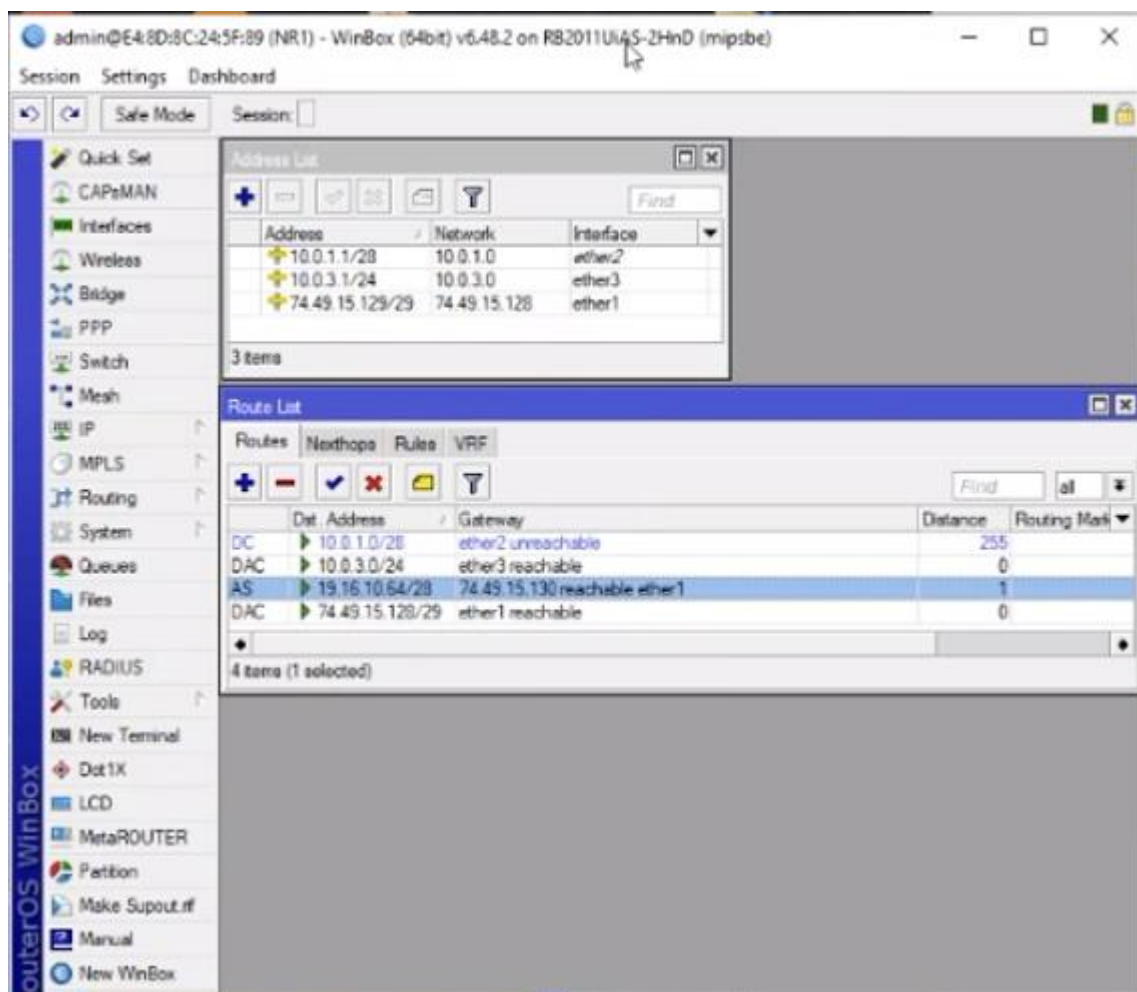 admin@E4:8D:8C:24:5F:89 (NR1) - WinBox (64bit) v6.48.2 on RB2011UiAS-2HnD (mipsbe)
Session Settings Dashboard
Safe Mode Session:
Quick Set
CAPsMAN
Interfaces
Wireless
Bridge
PPP
Switch
Mesh
IP
MPLS
Routing
System
Queues
Files
Log
RADIUS
Tools
New Terminal
Dot1X
LCD
MetaROUTER
Partition
Make Supout.rif
Manual
New WinBox
outerOS WinBox
Address List
Find
Address Network Interface
10.0.1.1/28 10.0.1.0 ether2
10.0.3.1/24 10.0.3.0 ether3
74.49.15.129/29 74.49.15.128 ether1
3 items
Route List
Routes Nexthops Rules VRF
Find all
Dst. Address Gateway Distance Routing Mark
DC 10.0.1.0/28 ether2 unreachable 255
DAC 10.0.3.0/24 ether3 reachable 0
AS 19.16.10.64/28 74.49.15.130 reachable ether1 1
DAC 74.49.15.128/29 ether1 reachable 0
4 items (1 selected)